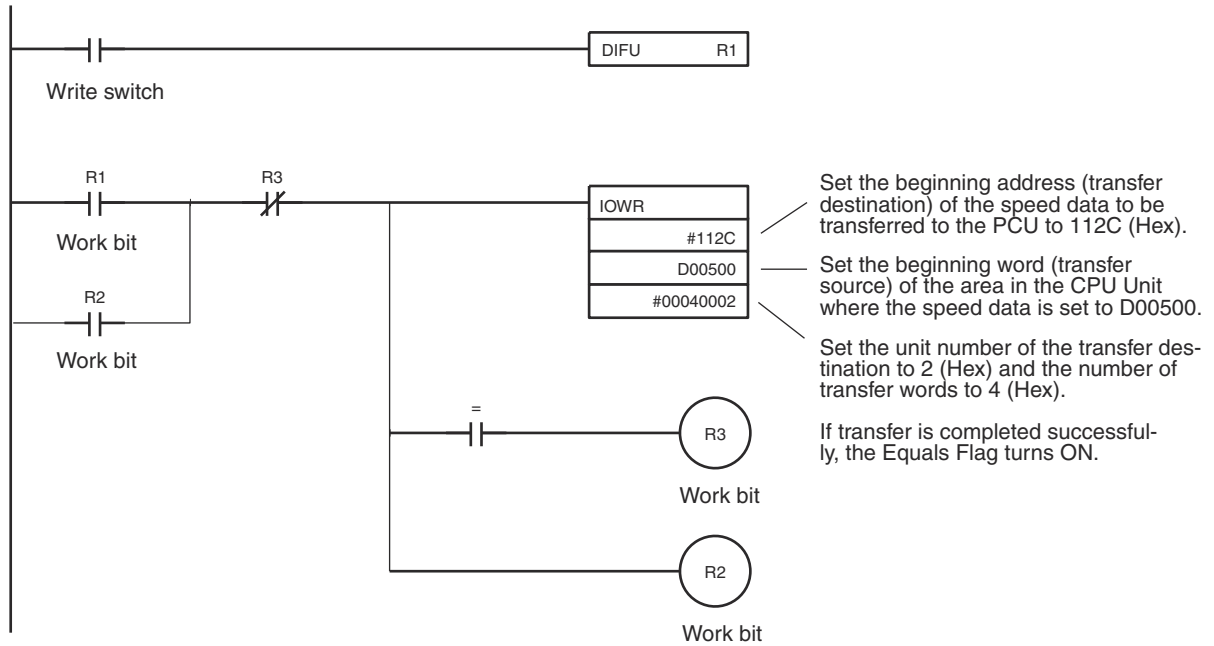 DIFU R1
Write switch
R1
R3
Work bit
R2
Work bit
IOWR
#112C
D00500
#00040002
Set the beginning address (transfer
destination) of the speed data to be
transferred to the PCU to 112C (Hex).
Set the beginning word (transfer
source) of the area in the CPU Unit
where the speed data is set to D00500.
Set the unit number of the transfer des-
tination to 2 (Hex) and the number of
transfer words to 4 (Hex).
If transfer is completed successful-
ly, the Equals Flag turns ON.
=
R3
Work bit
R2
Work bit